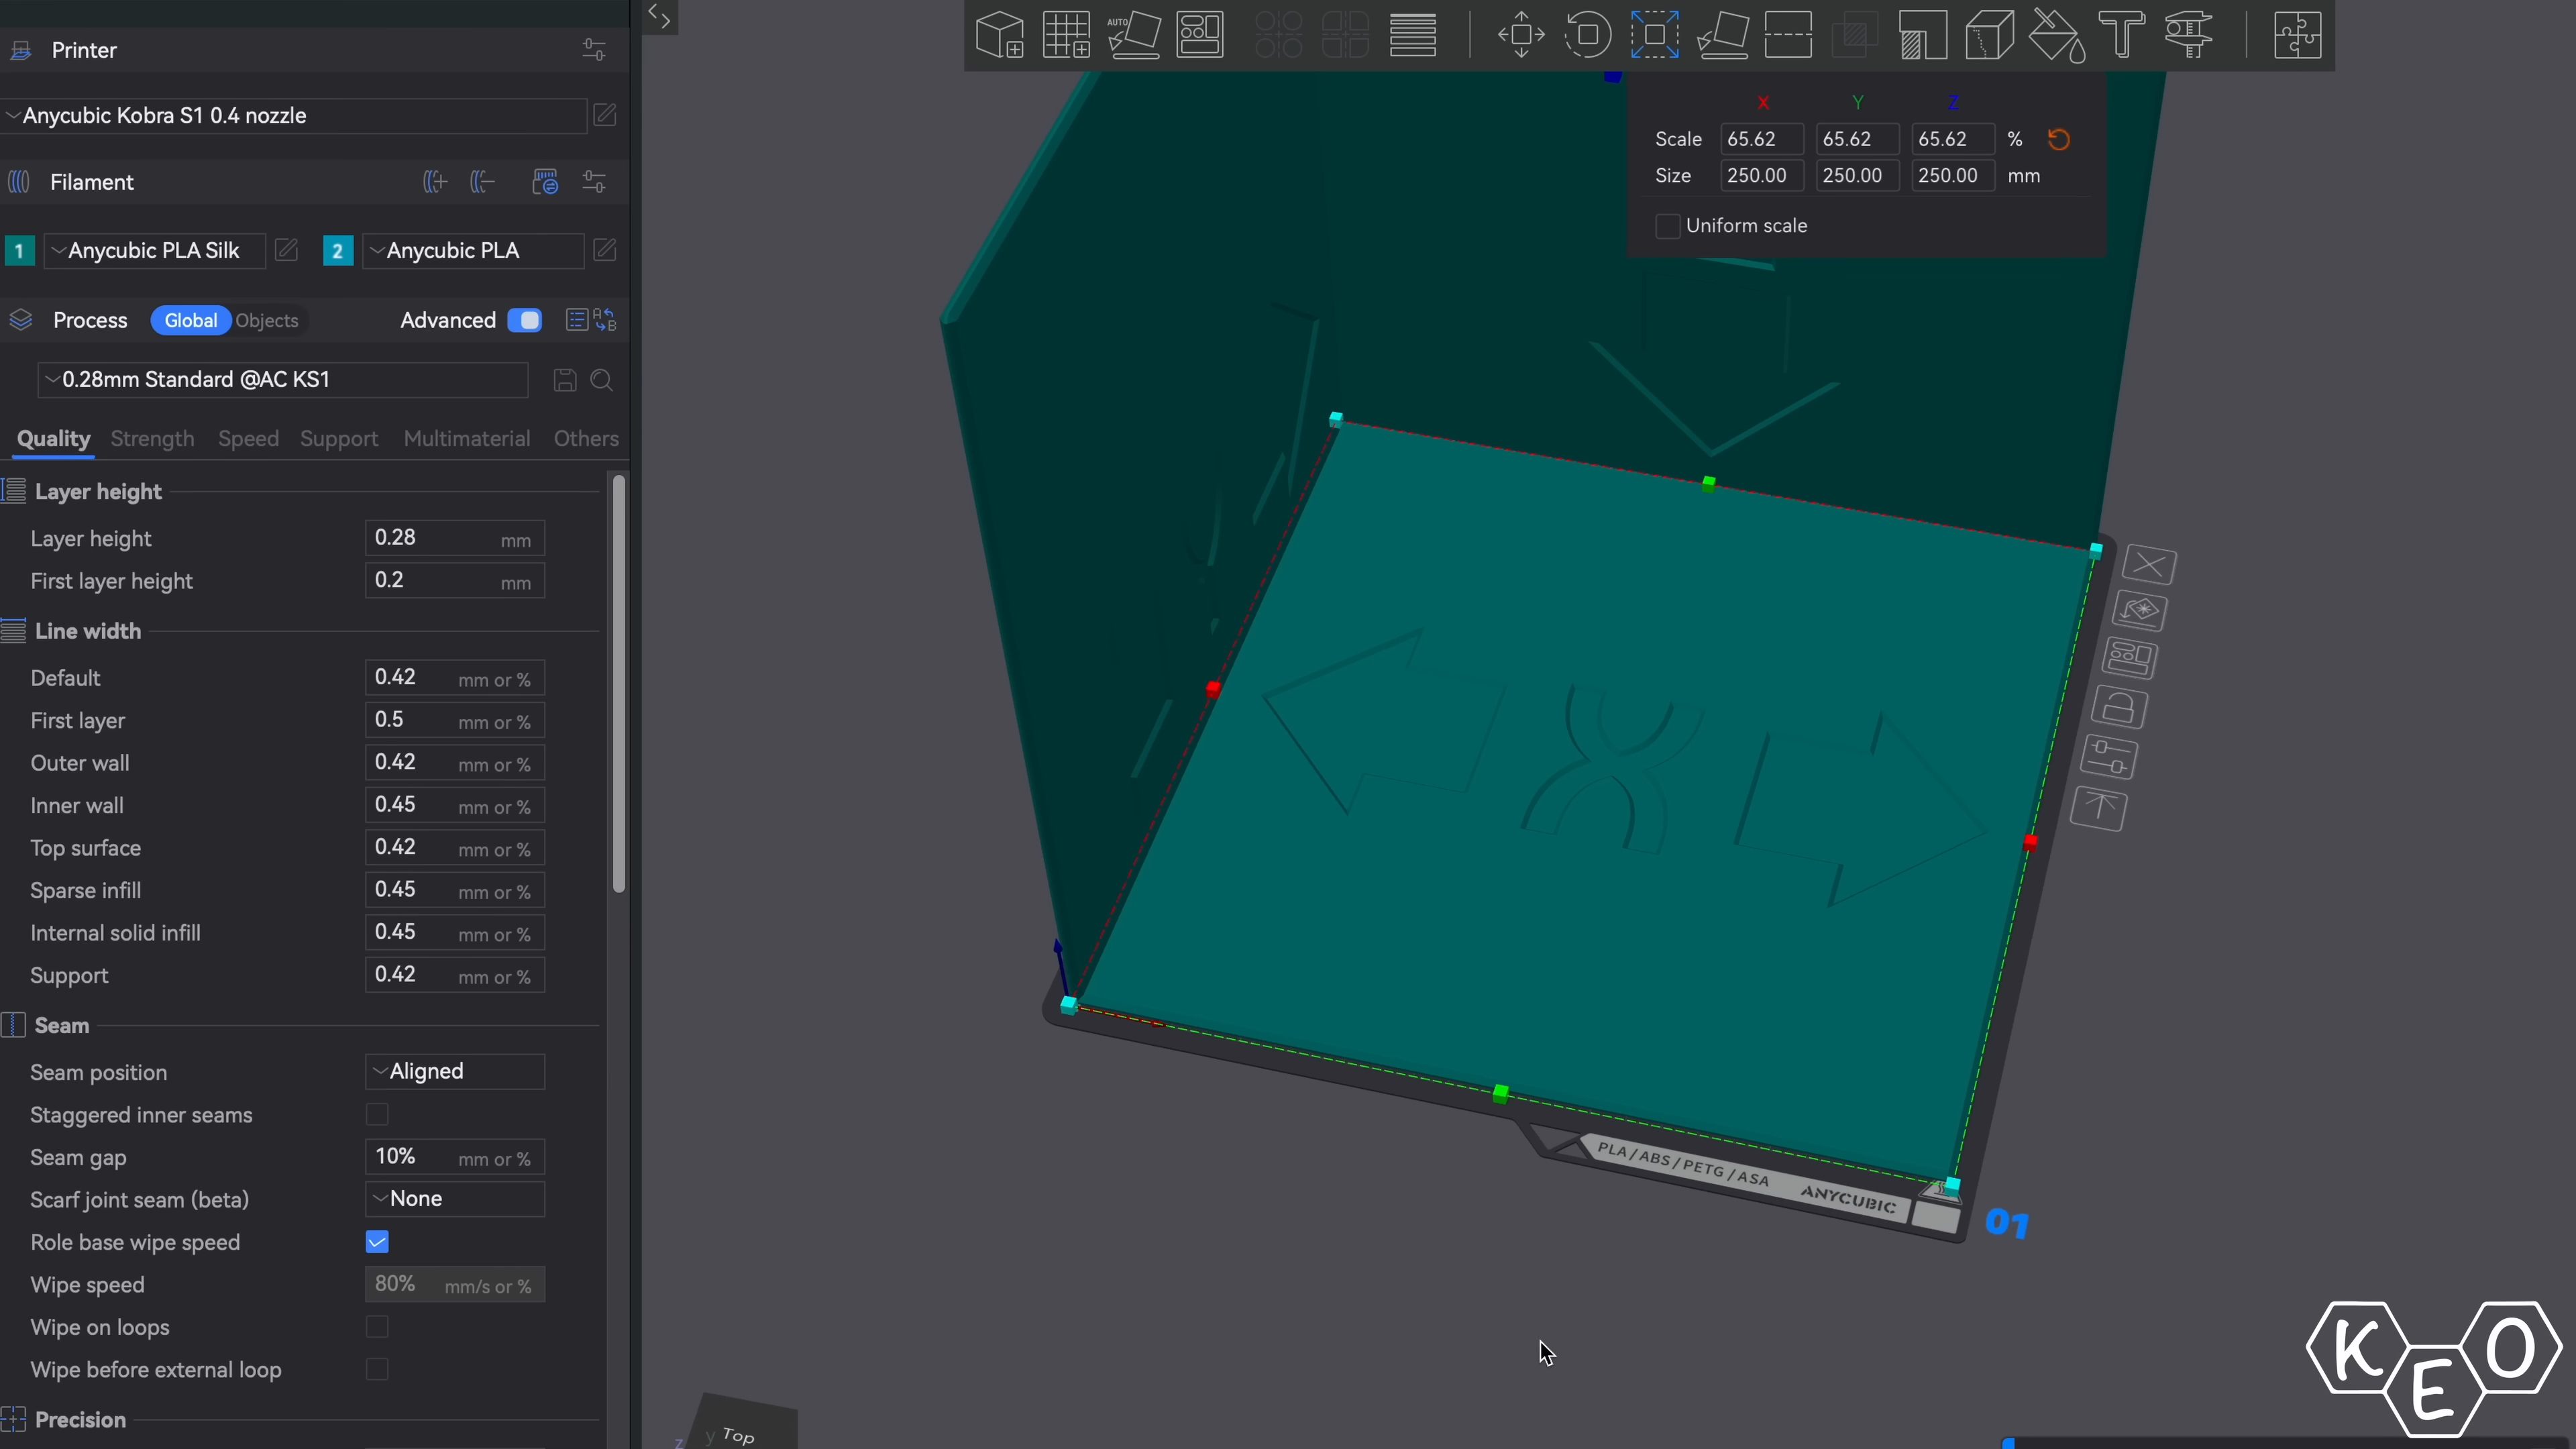 Printer
Anycubic Kobra S1 0.4 nozzle
Filament
1 Anycubic PLA Silk 2 Anycubic PLA
Process Global Objects Advanced
0.28mm Standard @AC KS1
Quality Strength Speed Support Multimaterial Others
Layer height
Layer height 0.28 mm
First layer height 0.2 mm
Line width
Default 0.42 mm or %
First layer 0.5 mm or %
Outer wall 0.42 mm or %
Inner wall 0.45 mm or %
Top surface 0.42 mm or %
Sparse infill 0.45 mm or %
Internal solid infill 0.45 mm or %
Support 0.42 mm or %
Seam
Seam position Aligned
Staggered inner seams
Seam gap 10% mm or %
Scarf joint seam (beta) None
Role base wipe speed
Wipe speed 80% mm/s or %
Wipe on loops
Wipe before external loop
Precision
AUTO
X Y Z
Scale 65.62 65.62 65.62 %
Size 250.00 250.00 250.00 mm
Uniform scale
X
PLA / ABS / PETG / ASA ANYCUBIC
01
z y Top
KEO